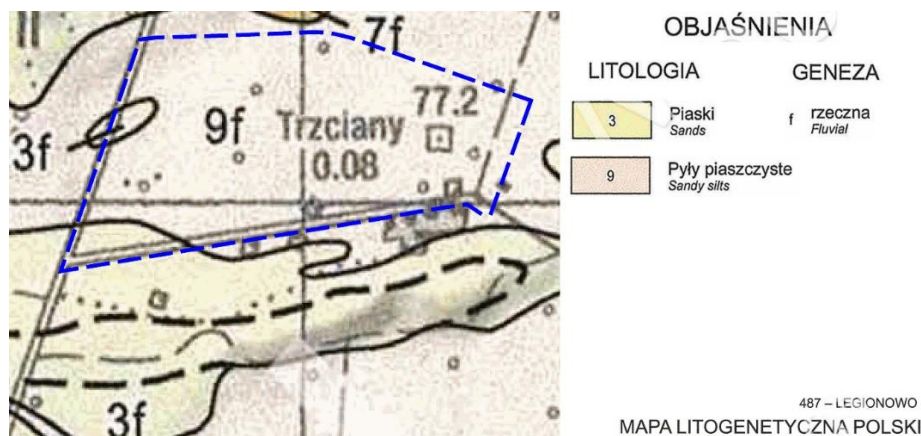 7f
77.2
9f
Trzciany
0.08
3f
3f
OBJAŚNIENIA
LITOLOGIA
GENEZA
3
Piaski
Sands
f
rzeczna
Fluvial
9
Pyły piaszczyste
Sandy silts
487 – LEGIONOWO
MAPA LITOGENETYCZNA POLSKI